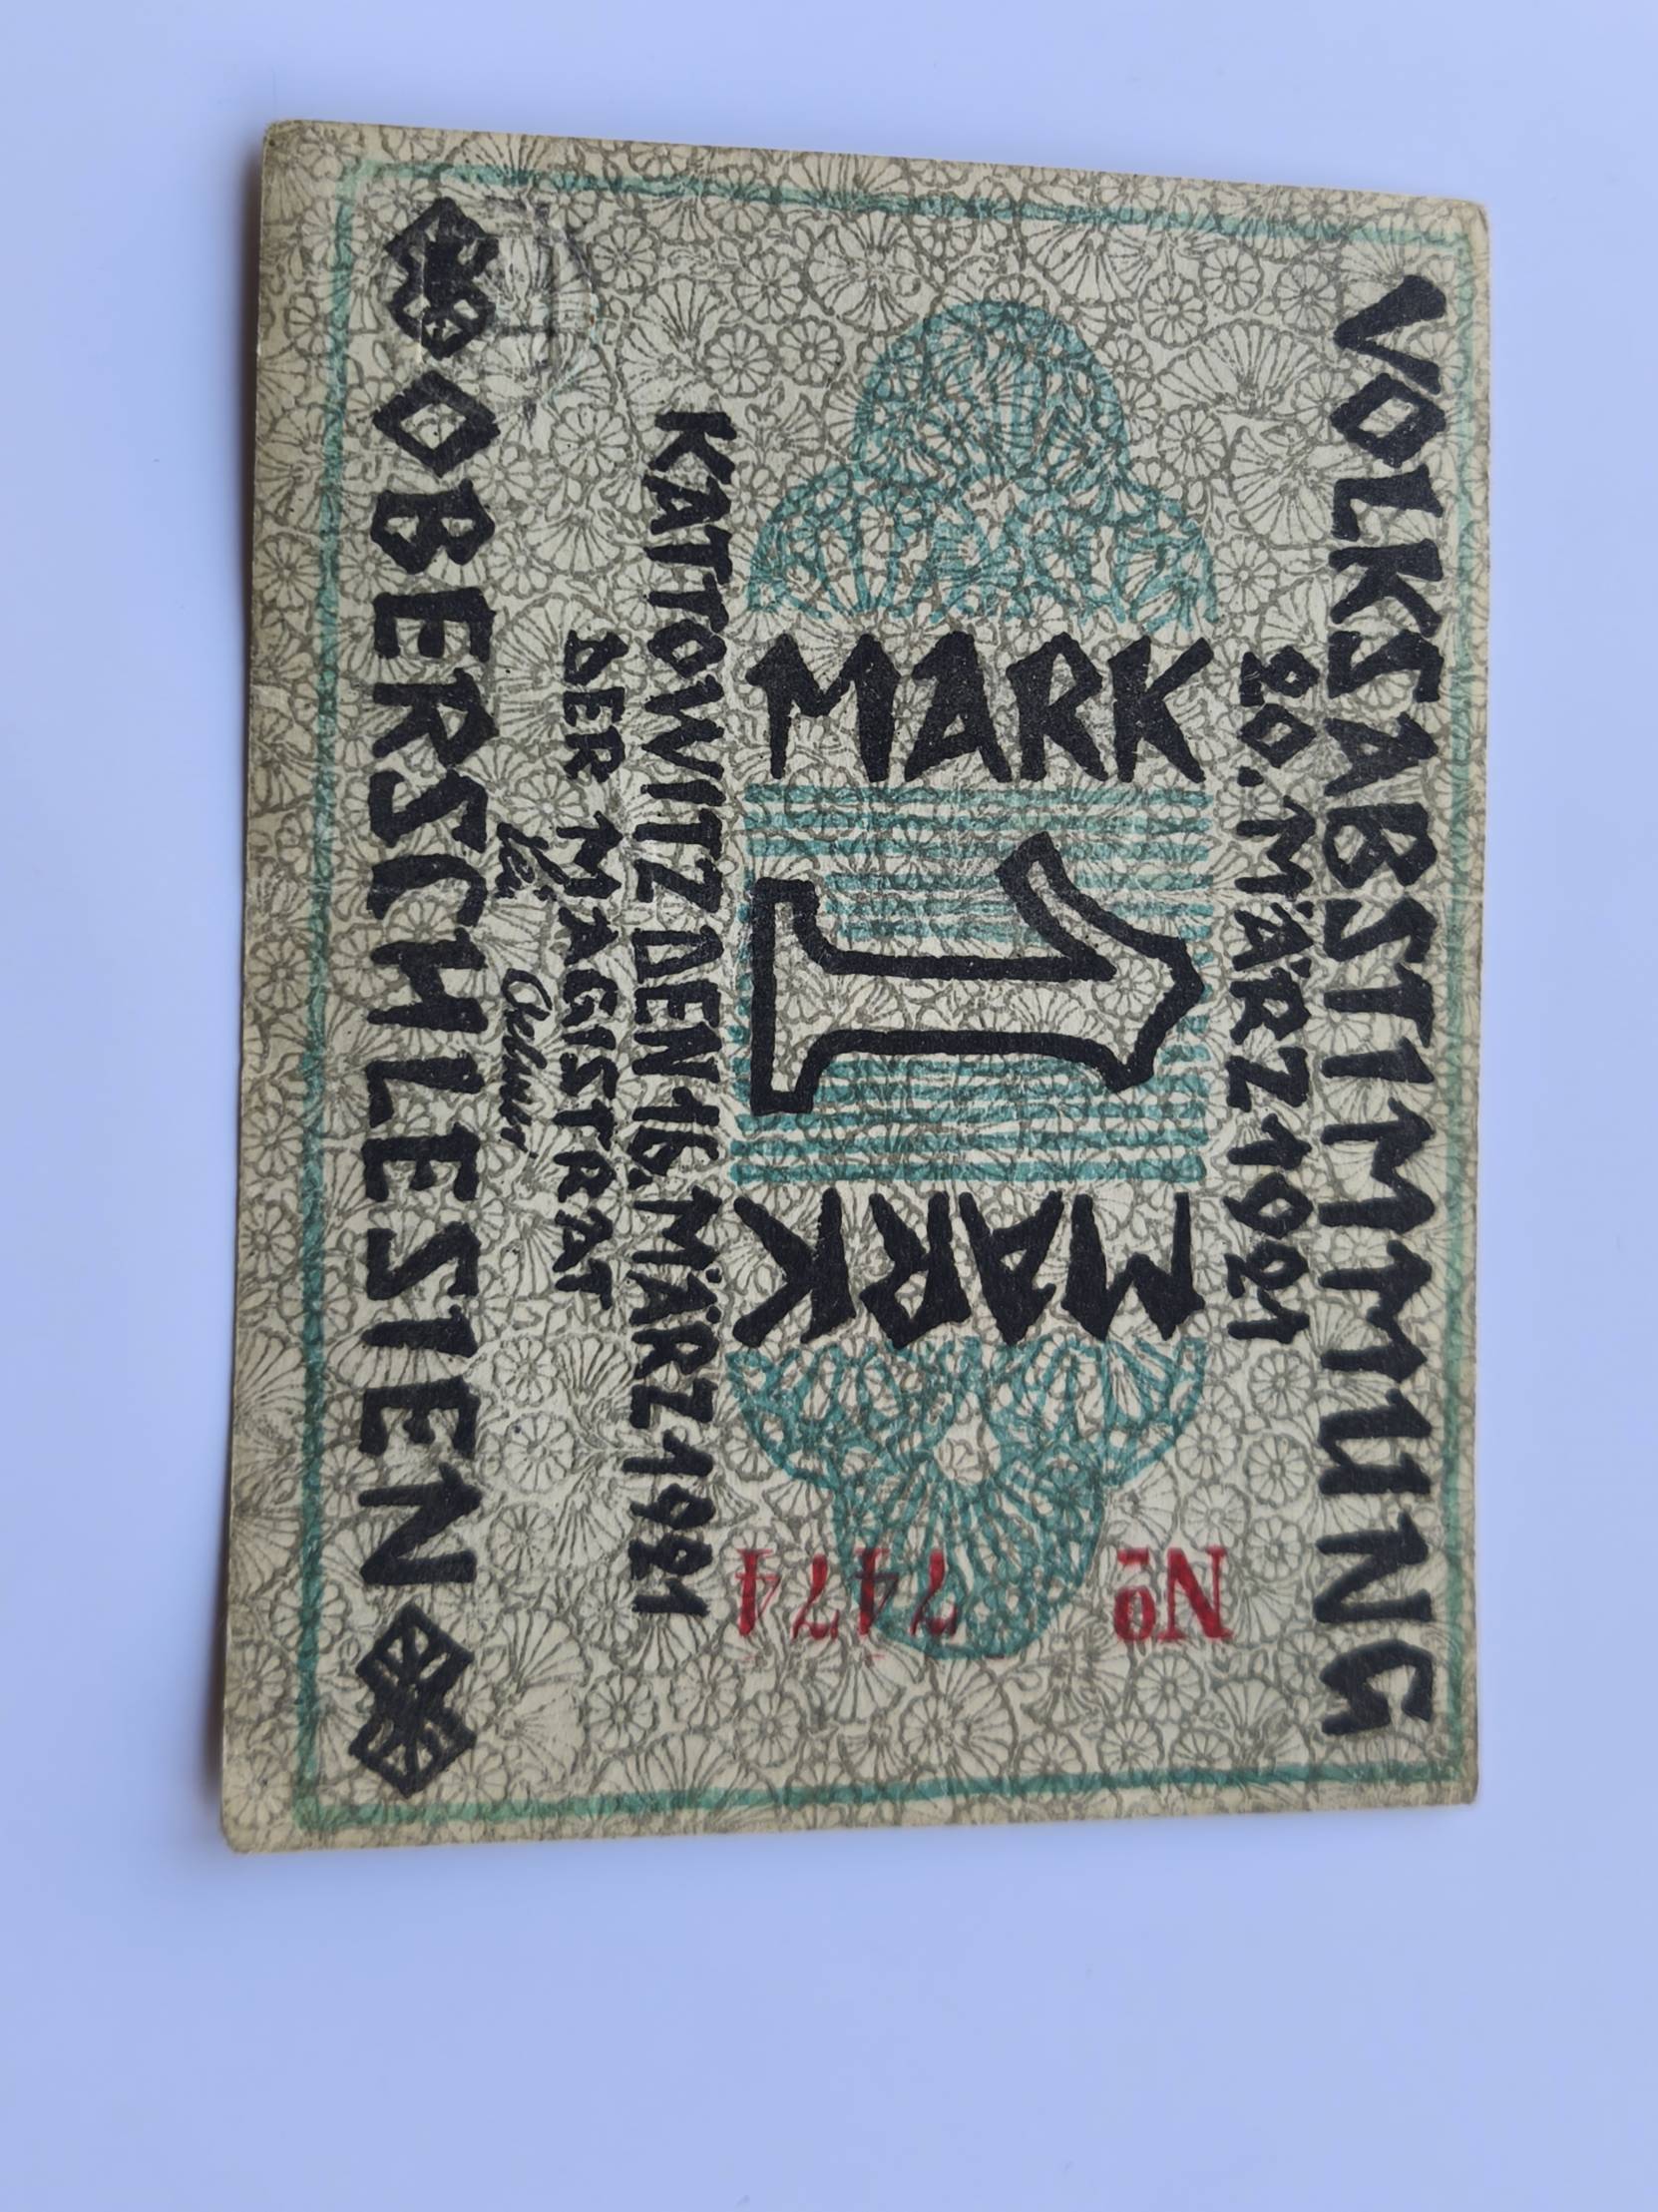 VOLKSABSTIMMUNG
20. MÄRZ 1921
MARK 1 MARK
№ 7474
KATTOWITZ DEN 16. MÄRZ 1921
DER MAGISTRAT
OBERSCHLESIEN